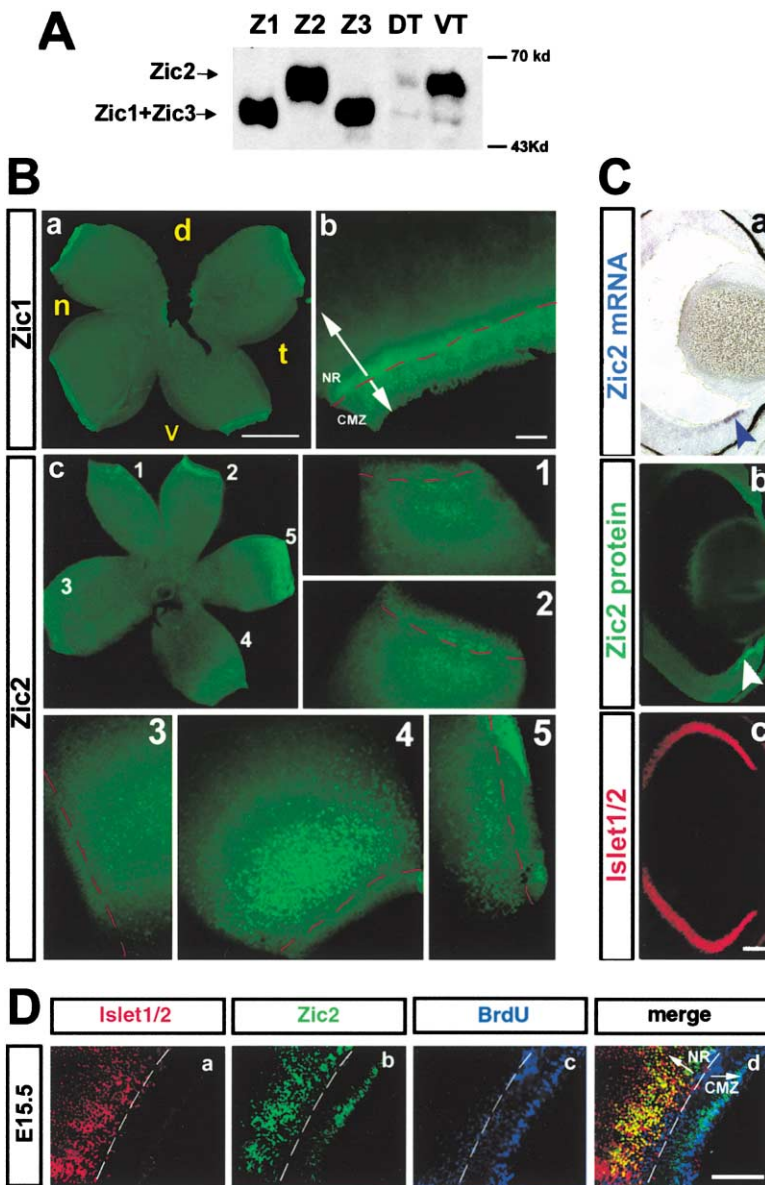 A
Z1 Z2 Z3 DT VT
70 kd
Zic2
Zic1+Zic3
43Kd
B
Zic1
a
d
n
t
v
b
NR
CMZ
Zic2
c
1
2
5
3
4
1
2
3
4
5
C
Zic2 mRNA
a
Zic2 protein
b
Islet1/2
c
D
Islet1/2
Zic2
BrdU
merge
E15.5
a
b
c
d
NR
CMZ